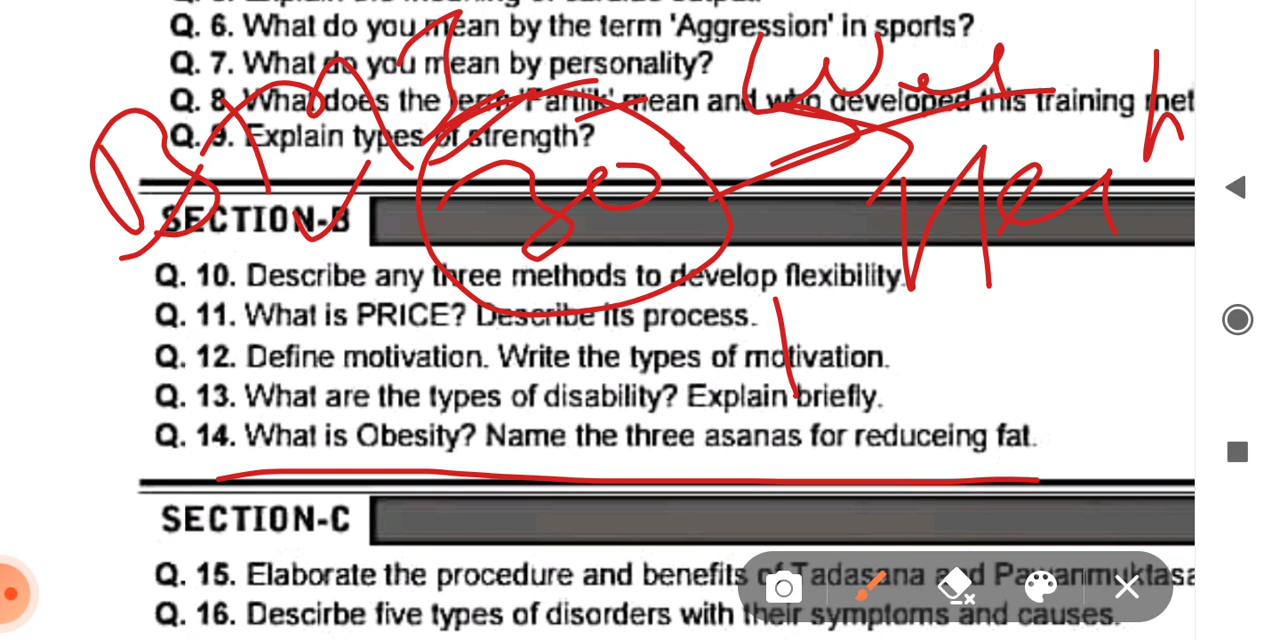 Q. 6. What do you mean by the term 'Aggression' in sports?
Q. 7. What do you mean by personality?
Q. 8. What does the term 'Fartlik' mean and who developed this training met
Q. 9. Explain types of strength?
SECTION-B
Q. 10. Describe any three methods to develop flexibility.
Q. 11. What is PRICE? Describe its process.
Q. 12. Define motivation. Write the types of motivation.
Q. 13. What are the types of disability? Explain briefly.
Q. 14. What is Obesity? Name the three asanas for reduceing fat.
SECTION-C
Q. 15. Elaborate the procedure and benefits of Tadasana and Pawanmuktasa
Q. 16. Descirbe five types of disorders with their symptoms and causes.